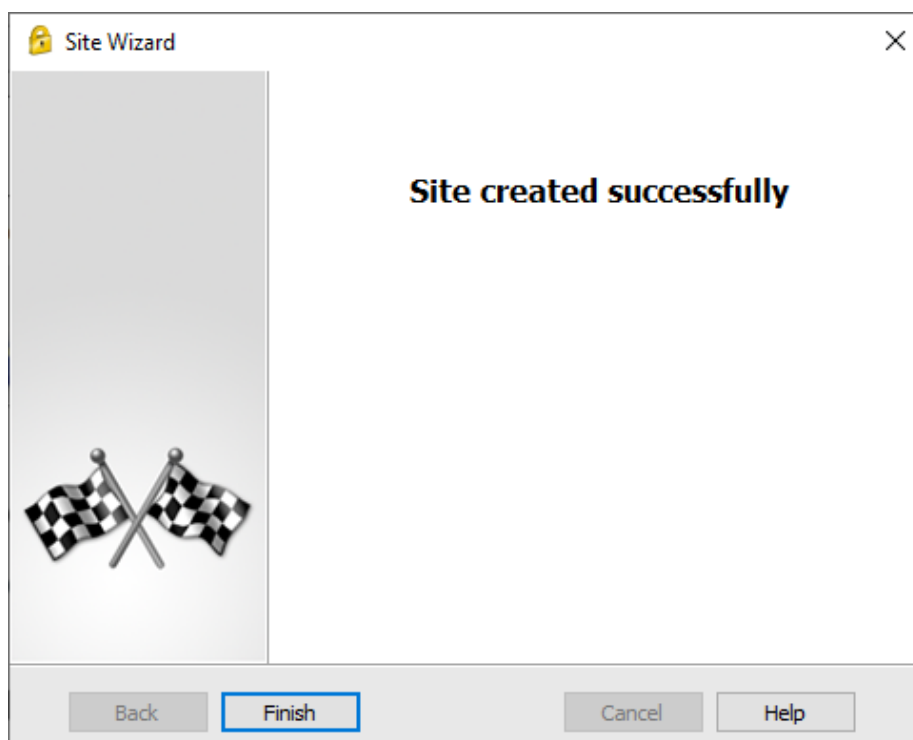 Site Wizard
Site created successfully
Back
Finish
Cancel
Help